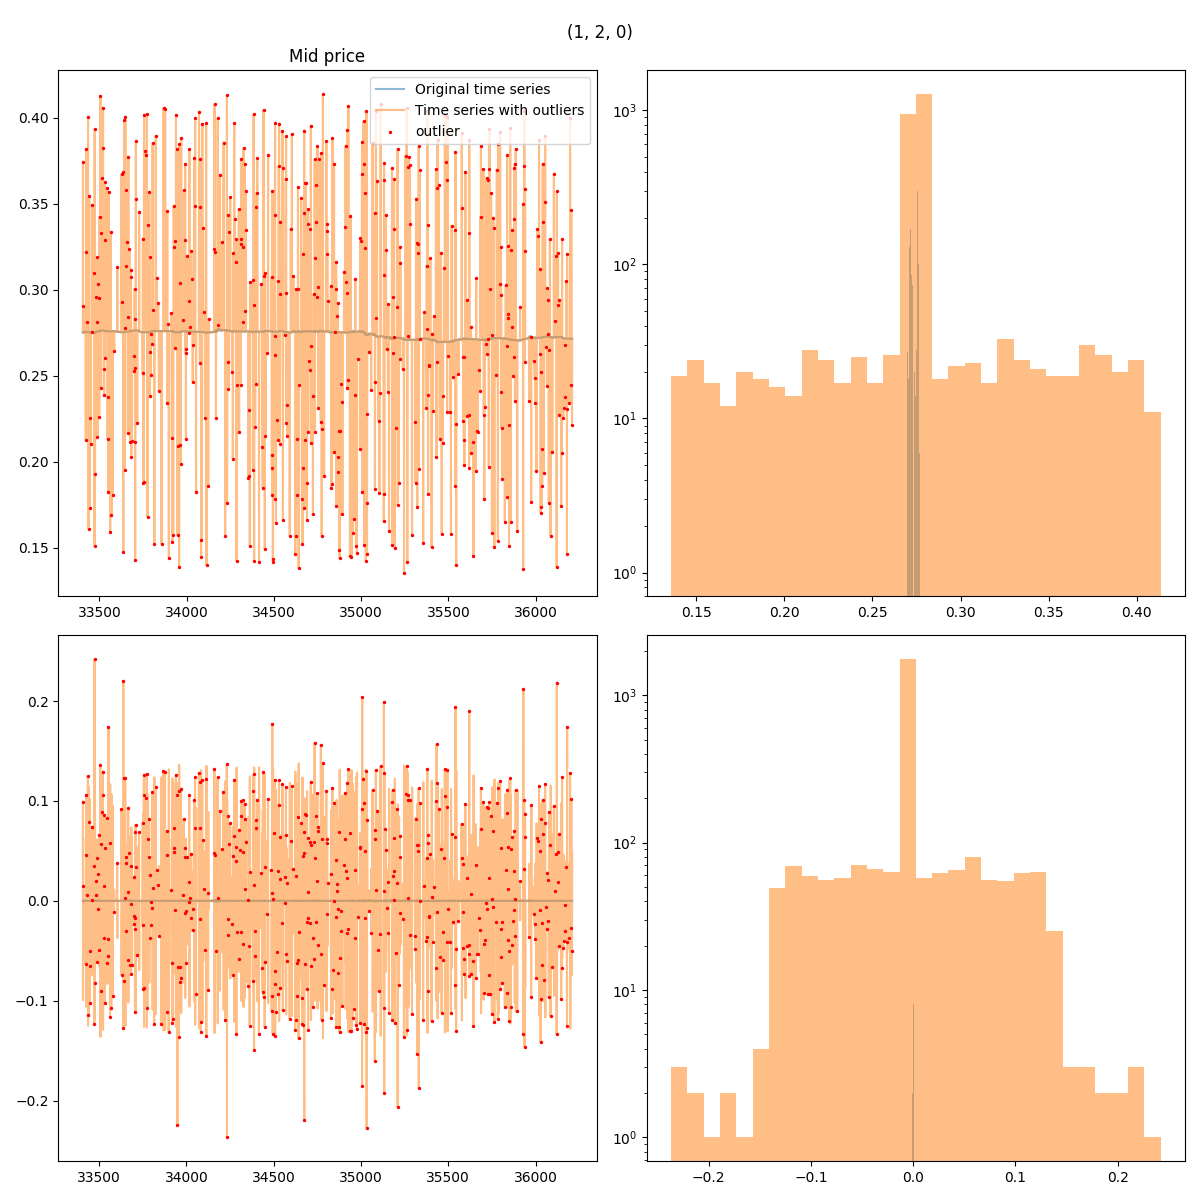 (1, 2, 0)
Mid price
Original time series
Time series with outliers
outlier
0.40
0.35
0.30
0.25
0.20
0.15
33500 34000 34500 35000 35500 36000
10³
10²
10¹
10⁰
0.15 0.20 0.25 0.30 0.35 0.40
0.2
0.1
0.0
−0.1
−0.2
33500 34000 34500 35000 35500 36000
10³
10²
10¹
10⁰
−0.2 −0.1 0.0 0.1 0.2